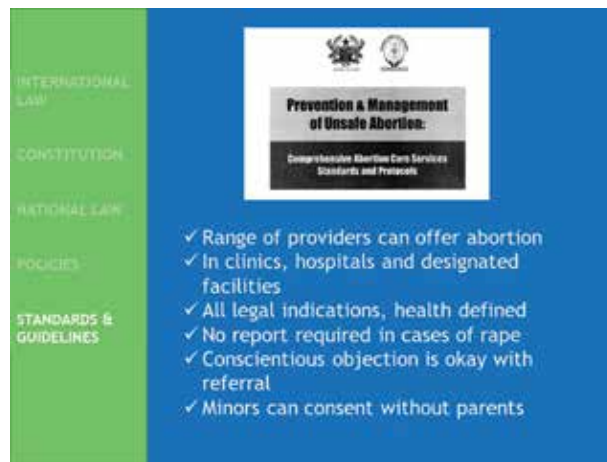 INTERNATIONAL
LAW
CONSTITUTION
NATIONAL LAW
POLICIES
STANDARDS &
GUIDELINES
Prevention & Management
of Unsafe Abortion:
Comprehensive Abortion Care Services
Standards and Protocols
✓ Range of providers can offer abortion
✓ In clinics, hospitals and designated
facilities
✓ All legal indications, health defined
✓ No report required in cases of rape
✓ Conscientious objection is okay with
referral
✓ Minors can consent without parents